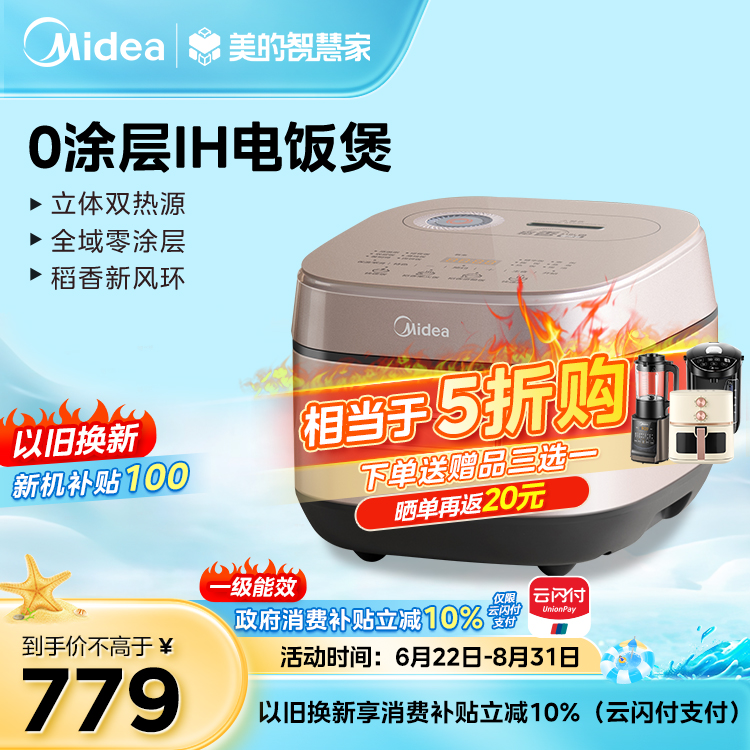 Midea 美的智慧家
0涂层IH电饭煲
立体双热源
全域零涂层
稻香新风环
Midea
相当于5折购
下单送赠品三选一
晒单再返20元
以旧换新
新机补贴100
一级能效
政府消费补贴立减10%
仅限
云闪付
支付
云闪付
UnionPay
到手价不高于¥
779
活动时间：6月22日-8月31日
以旧换新享消费补贴立减10%（云闪付支付）